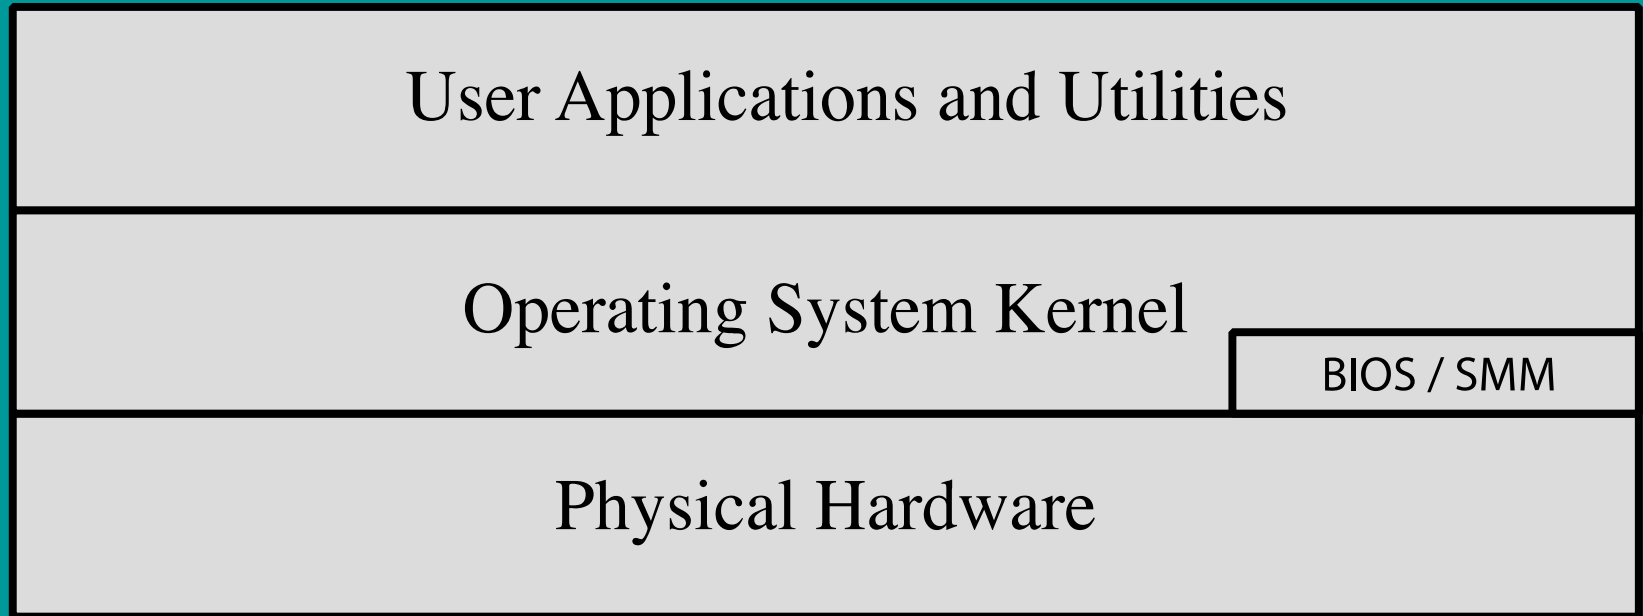 User Applications and Utilities
Operating System Kernel
BIOS / SMM
Physical Hardware